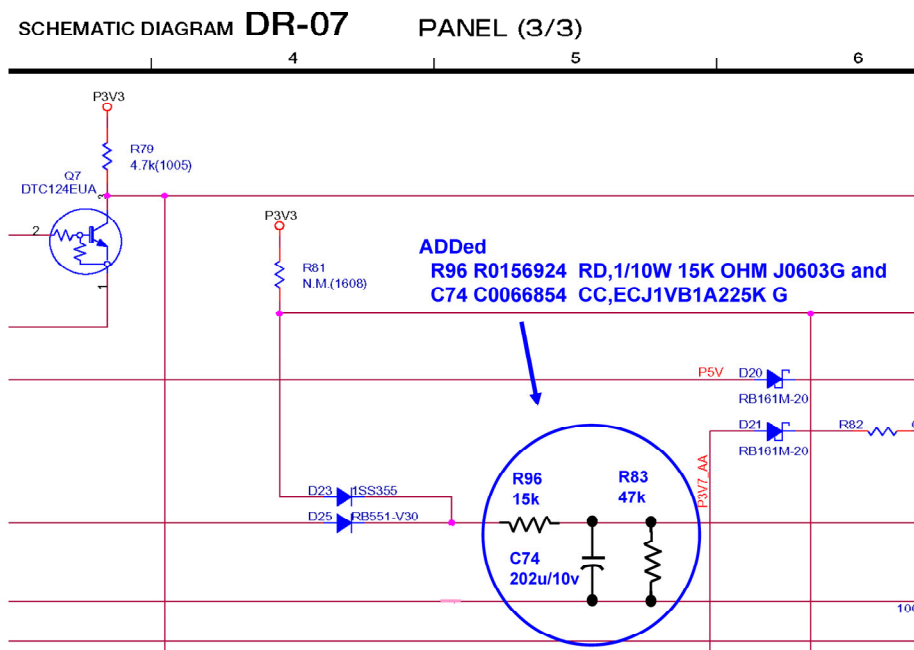 SCHEMATIC DIAGRAM DR-07 PANEL (3/3)
4 5 6
P3V3
R79
4.7k(1005)
Q7
DTC124EUA
3
2
1
P3V3
R81
N.M.(1608)
ADDed
R96 R0156924 RD,1/10W 15K OHM J0603G and
C74 C0066854 CC,ECJ1VB1A225K G
P5V
D20
RB161M-20
D21
RB161M-20
R82
P3V7_AA
D23 1SS355
D25 RB551-V30
R96
15k
R83
47k
C74
202u/10v